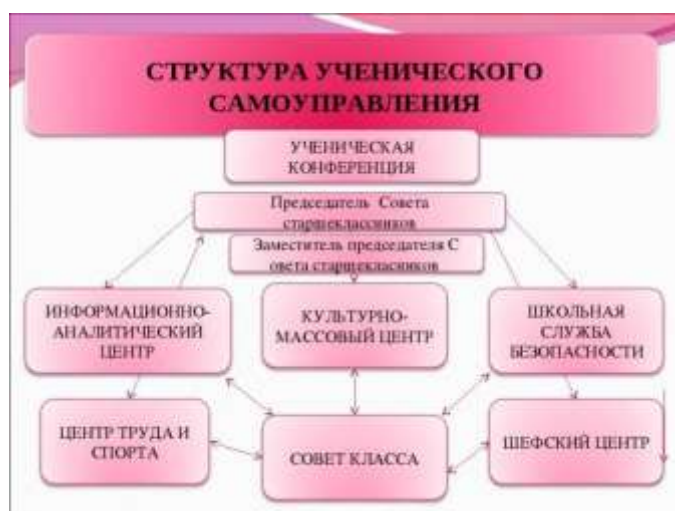 СТРУКТУРА УЧЕНИЧЕСКОГО
САМОУПРАВЛЕНИЯ
УЧЕНИЧЕСКАЯ
КОНФЕРЕНЦИЯ
Председатель Совета
старшеклассников
Заместитель председателя С
овета старшекласников
ИНФОРМАЦИОННО-
АНАЛИТИЧЕСКИЙ
ЦЕНТР
КУЛЬТУРНО-
МАССОВЫЙ ЦЕНТР
ШКОЛЬНАЯ
СЛУЖБА
БЕЗОПАСНОСТИ
ЦЕНТР ТРУДА И
СПОРТА
СОВЕТ КЛАССА
ШЕФСКИЙ ЦЕНТР